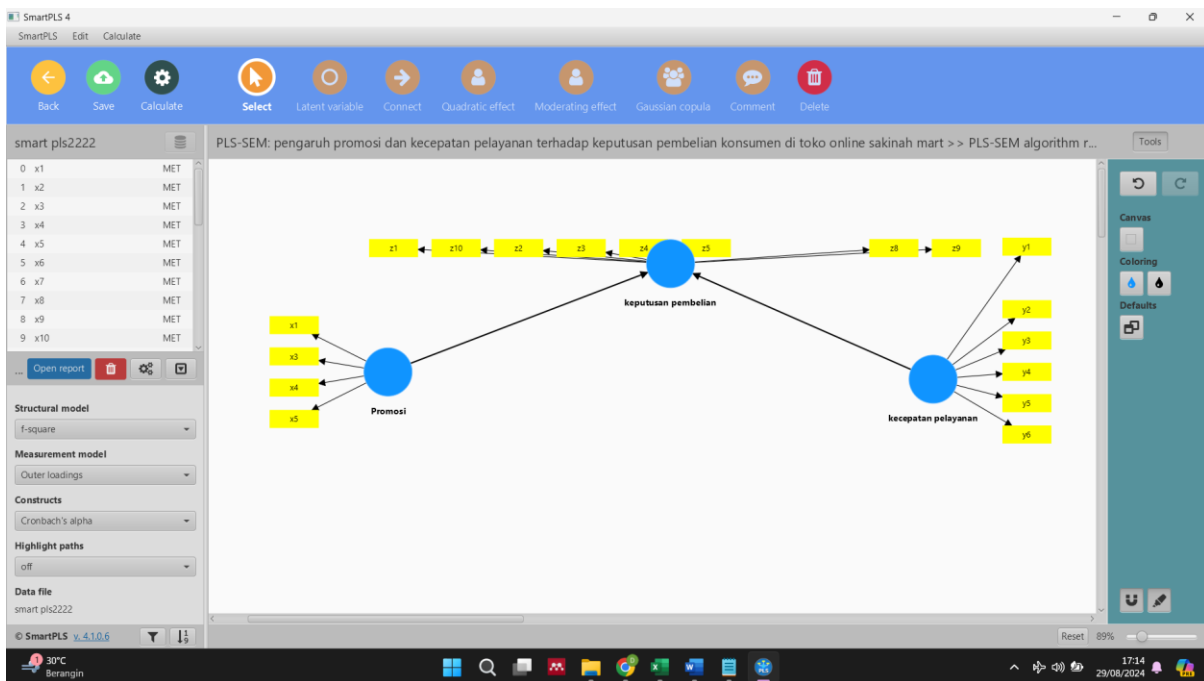 SmartPLS 4
SmartPLS Edit Calculate
Back Save Calculate Select Latent variable Connect Quadratic effect Moderating effect Gaussian copula Comment Delete
smart pls2222
PLS-SEM: pengaruh promosi dan kecepatan pelayanan terhadap keputusan pembelian konsumen di toko online sakinah mart >> PLS-SEM algorithm r...
Tools
0 x1 MET
1 x2 MET
2 x3 MET
3 x4 MET
4 x5 MET
5 x6 MET
6 x7 MET
7 x8 MET
8 x9 MET
9 x10 MET
... Open report
Structural model
f-square
Measurement model
Outer loadings
Constructs
Cronbach's alpha
Highlight paths
off
Data file
smart pls2222
© SmartPLS v. 4.1.0.6
z1 z10 z2 z3 z4 z5 z8 z9
keputusan pembelian
x1
x3
x4
x5
Promosi
y1
y2
y3
y4
y5
y6
kecepatan pelayanan
Canvas
Coloring
Defaults
Reset 89%
1
30°C
Berangin
17:14
29/08/2024